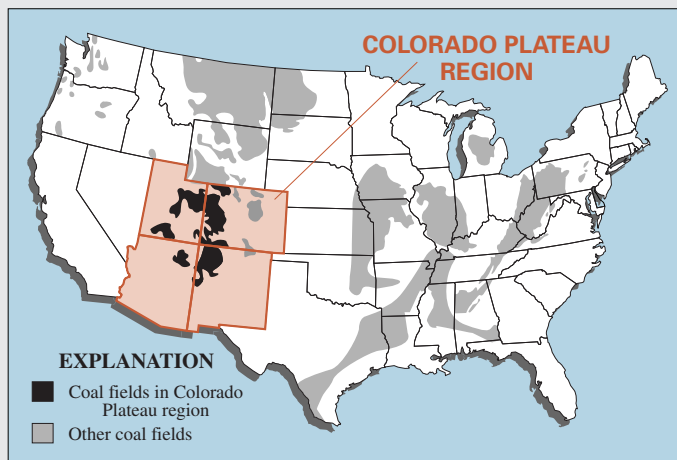 COLORADO PLATEAU
REGION
EXPLANATION
Coal fields in Colorado
Plateau region
Other coal fields